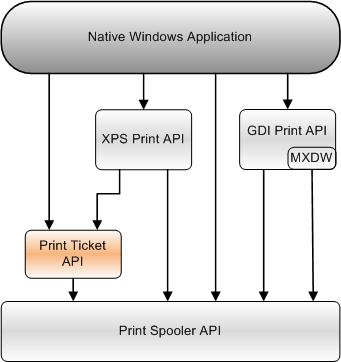 Native Windows Application
XPS Print API
GDI Print API
MXDW
Print Ticket
API
Print Spooler API